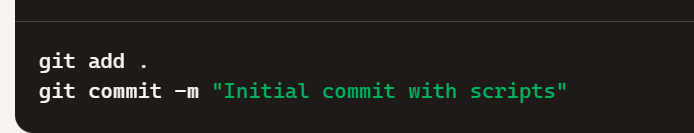 git add .
git commit -m "Initial commit with scripts"